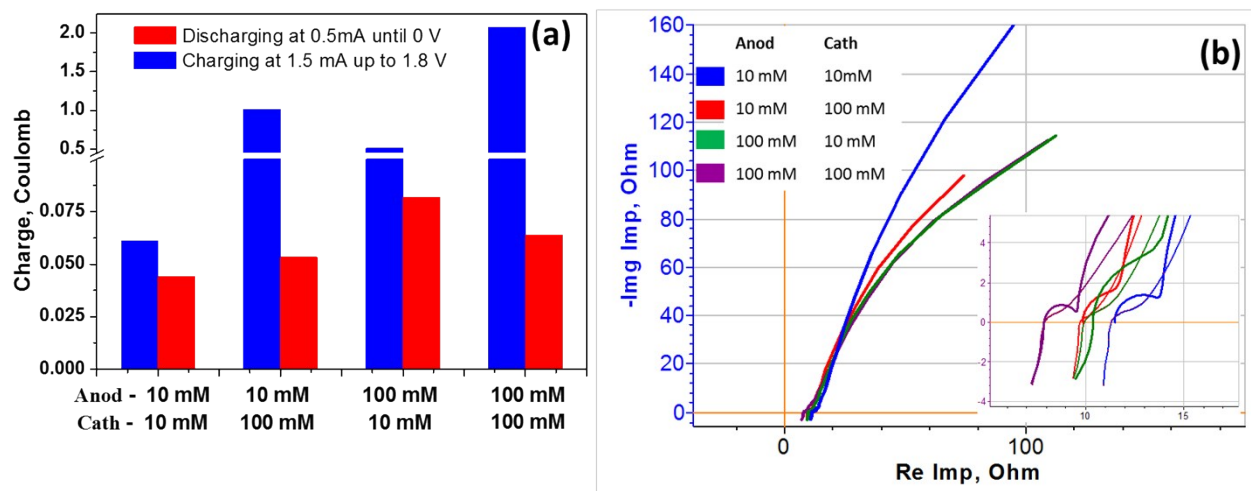 (a)
Discharging at 0.5mA until 0 V
Charging at 1.5 mA up to 1.8 V
Charge, Coulomb
2.0
1.5
1.0
0.5
0.075
0.050
0.025
0.000
Anod - 10 mM 10 mM 100 mM 100 mM
Cath - 10 mM 100 mM 10 mM 100 mM
(b)
Anod Cath
10 mM 10mM
10 mM 100 mM
100 mM 10 mM
100 mM 100 mM
-Img Imp, Ohm
160
140
120
100
80
60
40
20
0
0 100
Re Imp, Ohm
4
2
0
-2
-4
10 15